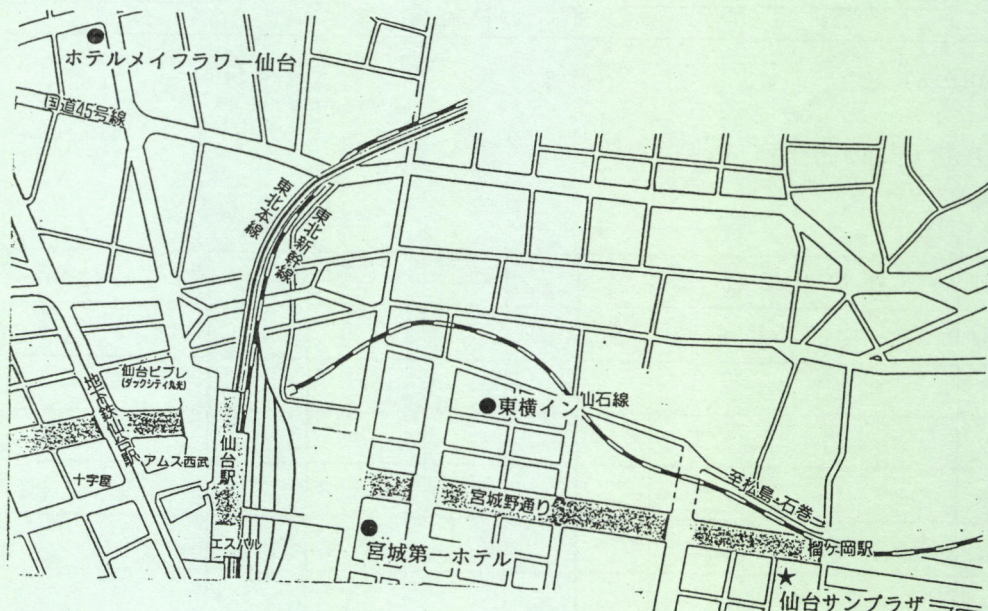 ホテルメイフラワー仙台
国道45号線
東北本線
東北新幹線
仙台ビブレ
(ダックシティ丸光)
地下鉄仙台駅
アムス西武
十字屋
仙台駅
エスパル
東横イン
仙石線
至松島・石巻
宮城野通り
宮城第一ホテル
榴ケ岡駅
仙台サンプラザ